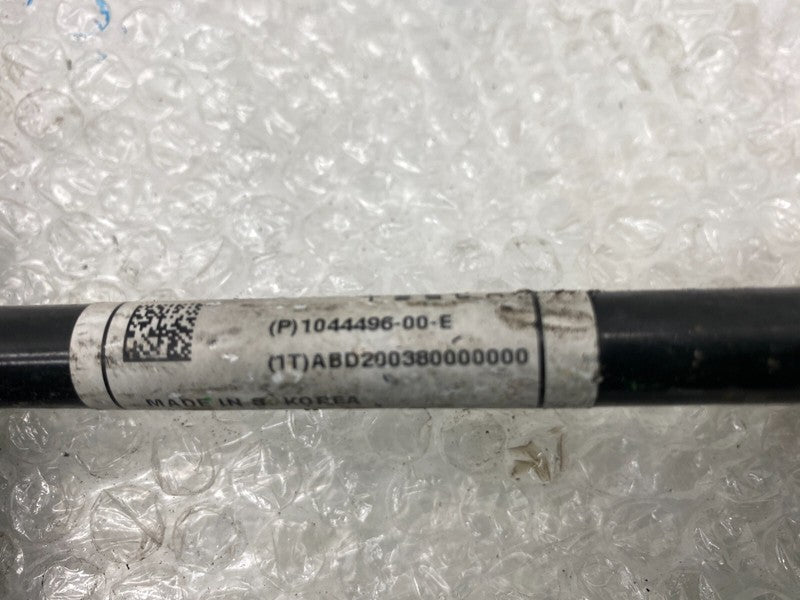 (P)1044496-00-E
(1T)ABD200380000000
MADE IN S. KOREA